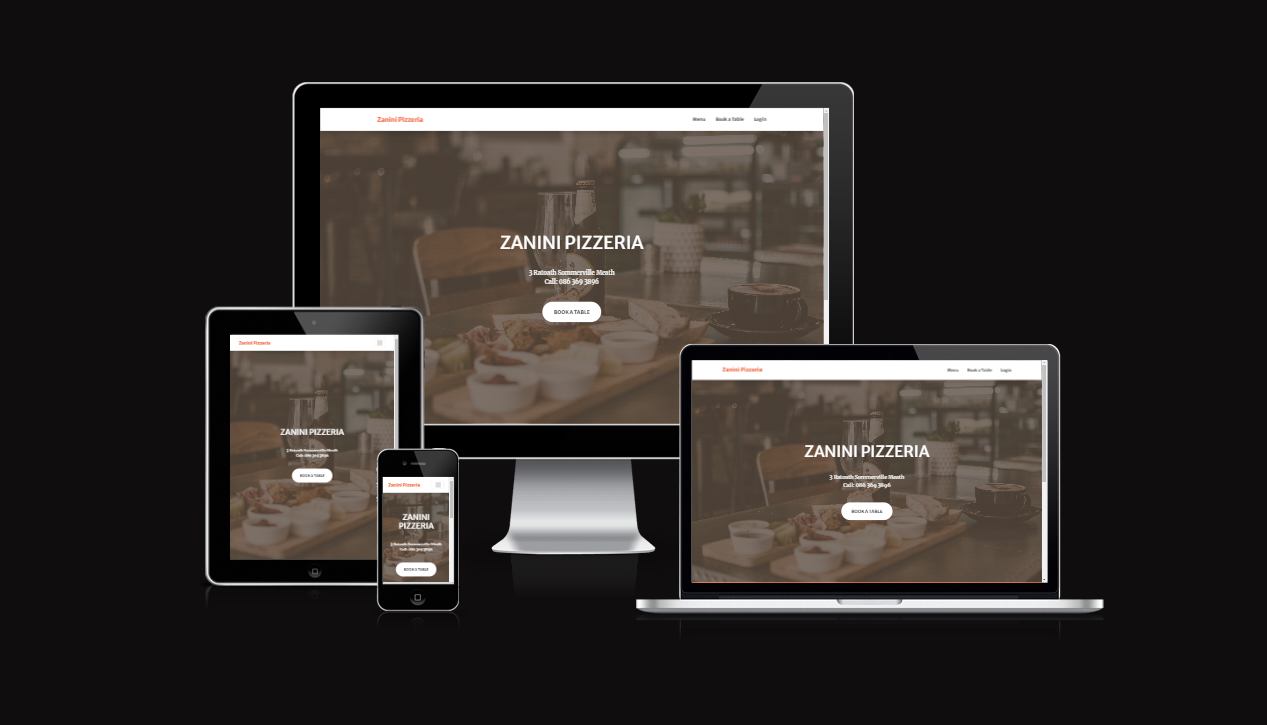 Zanini Pizzeria
Menu Book a Table Login
ZANINI PIZZERIA
3 Ratoath Sommerville Meath
Call: 086 369 3896
BOOK A TABLE
Zanini Pizzeria
ZANINI PIZZERIA
3 Ratoath Sommerville Meath
Call: 086 369 3896
BOOK A TABLE
Zanini Pizzeria
ZANINI
PIZZERIA
3 Ratoath Sommerville Meath
Call: 086 369 3896
BOOK A TABLE
Zanini Pizzeria
Menu Book a Table Login
ZANINI PIZZERIA
3 Ratoath Sommerville Meath
Call: 086 369 3896
BOOK A TABLE